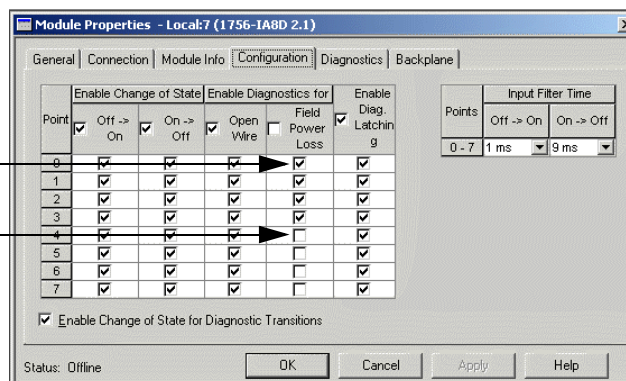 Module Properties - Local:7 (1756-IA8D 2.1)
General Connection Module Info Configuration Diagnostics Backplane
Enable Change of State Enable Diagnostics for Enable Diag. Latching
Point Off -> On On -> Off Open Wire Field Power Loss
0
1
2
3
4
5
6
7
Input Filter Time
Points Off -> On On -> Off
0 - 7 1 ms 9 ms
Enable Change of State for Diagnostic Transitions
Status: Offline OK Cancel Apply Help